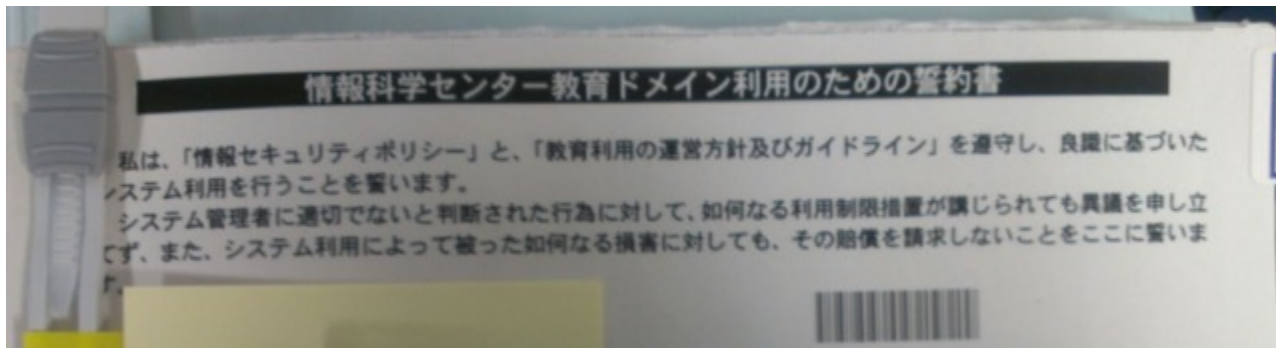 情報科学センター教育ドメイン利用のための誓約書
私は、「情報セキュリティポリシー」と、「教育利用の運営方針及びガイドライン」を遵守し、良識に基づいた
システム利用を行うことを誓います。
システム管理者に適切でないと判断された行為に対して、如何なる利用制限措置が講じられても異議を申し立
てず、また、システム利用によって被った如何なる損害に対しても、その賠償を請求しないことをここに誓いま
す。